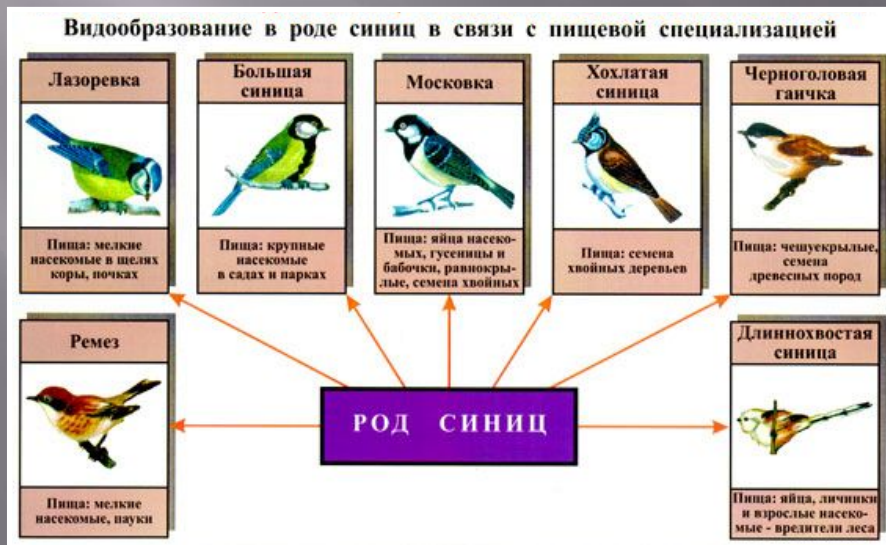 Видообразование в роде синиц в связи с пищевой специализацией
Лазоревка
Пища: мелкие
насекомые в щелях
коры, почках
Большая
синица
Пища: крупные
насекомые
в садах и парках
Московка
Пища: яйца насеко-
мых, гусеницы и
бабочки, равнокры-
лые, семена хвойных
Хохлатая
синица
Пища: семена
хвойных деревьев
Черноголовая
гаичка
Пища: чешуекрылые,
семена
древесных пород
Ремез
Пища: мелкие
насекомые, пауки
РОД СИНИЦ
Длиннохвостая
синица
Пища: яйца, личинки
и взрослые насеко-
мые - вредители леса